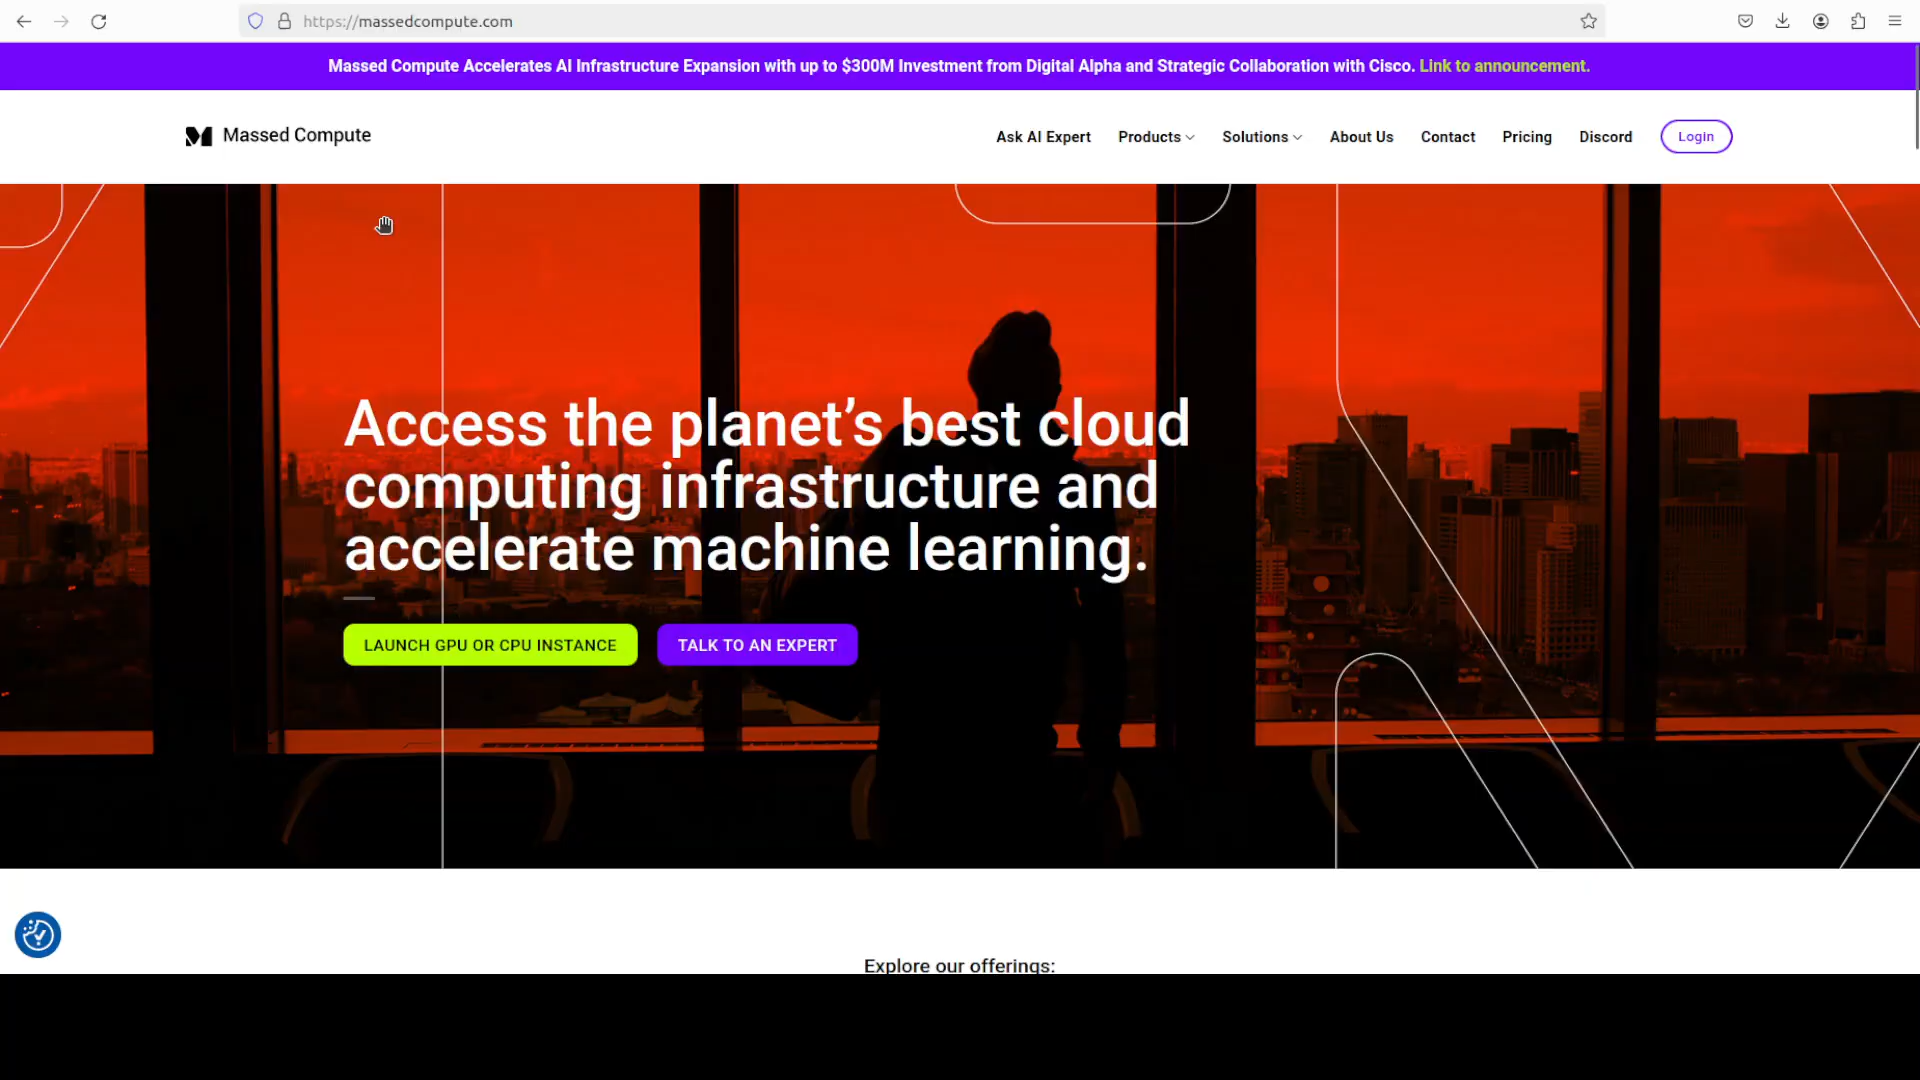 https://massedcompute.com
Massed Compute Accelerates AI Infrastructure Expansion with up to $300M Investment from Digital Alpha and Strategic Collaboration with Cisco. Link to announcement.
Massed Compute
Ask AI Expert Products Solutions About Us Contact Pricing Discord Login
Access the planet’s best cloud
computing infrastructure and
accelerate machine learning.
LAUNCH GPU OR CPU INSTANCE TALK TO AN EXPERT
Explore our offerings: